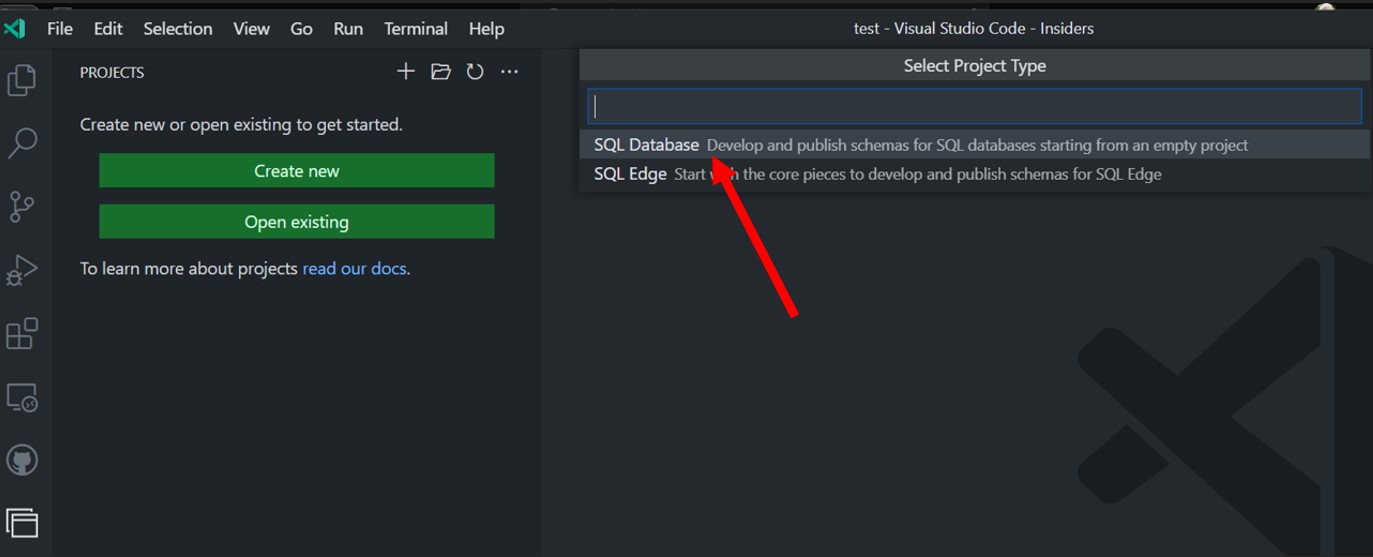 File Edit Selection View Go Run Terminal Help
test - Visual Studio Code - Insiders
PROJECTS
Create new or open existing to get started.
Create new
Open existing
To learn more about projects read our docs.
Select Project Type
SQL Database Develop and publish schemas for SQL databases starting from an empty project
SQL Edge Start with the core pieces to develop and publish schemas for SQL Edge